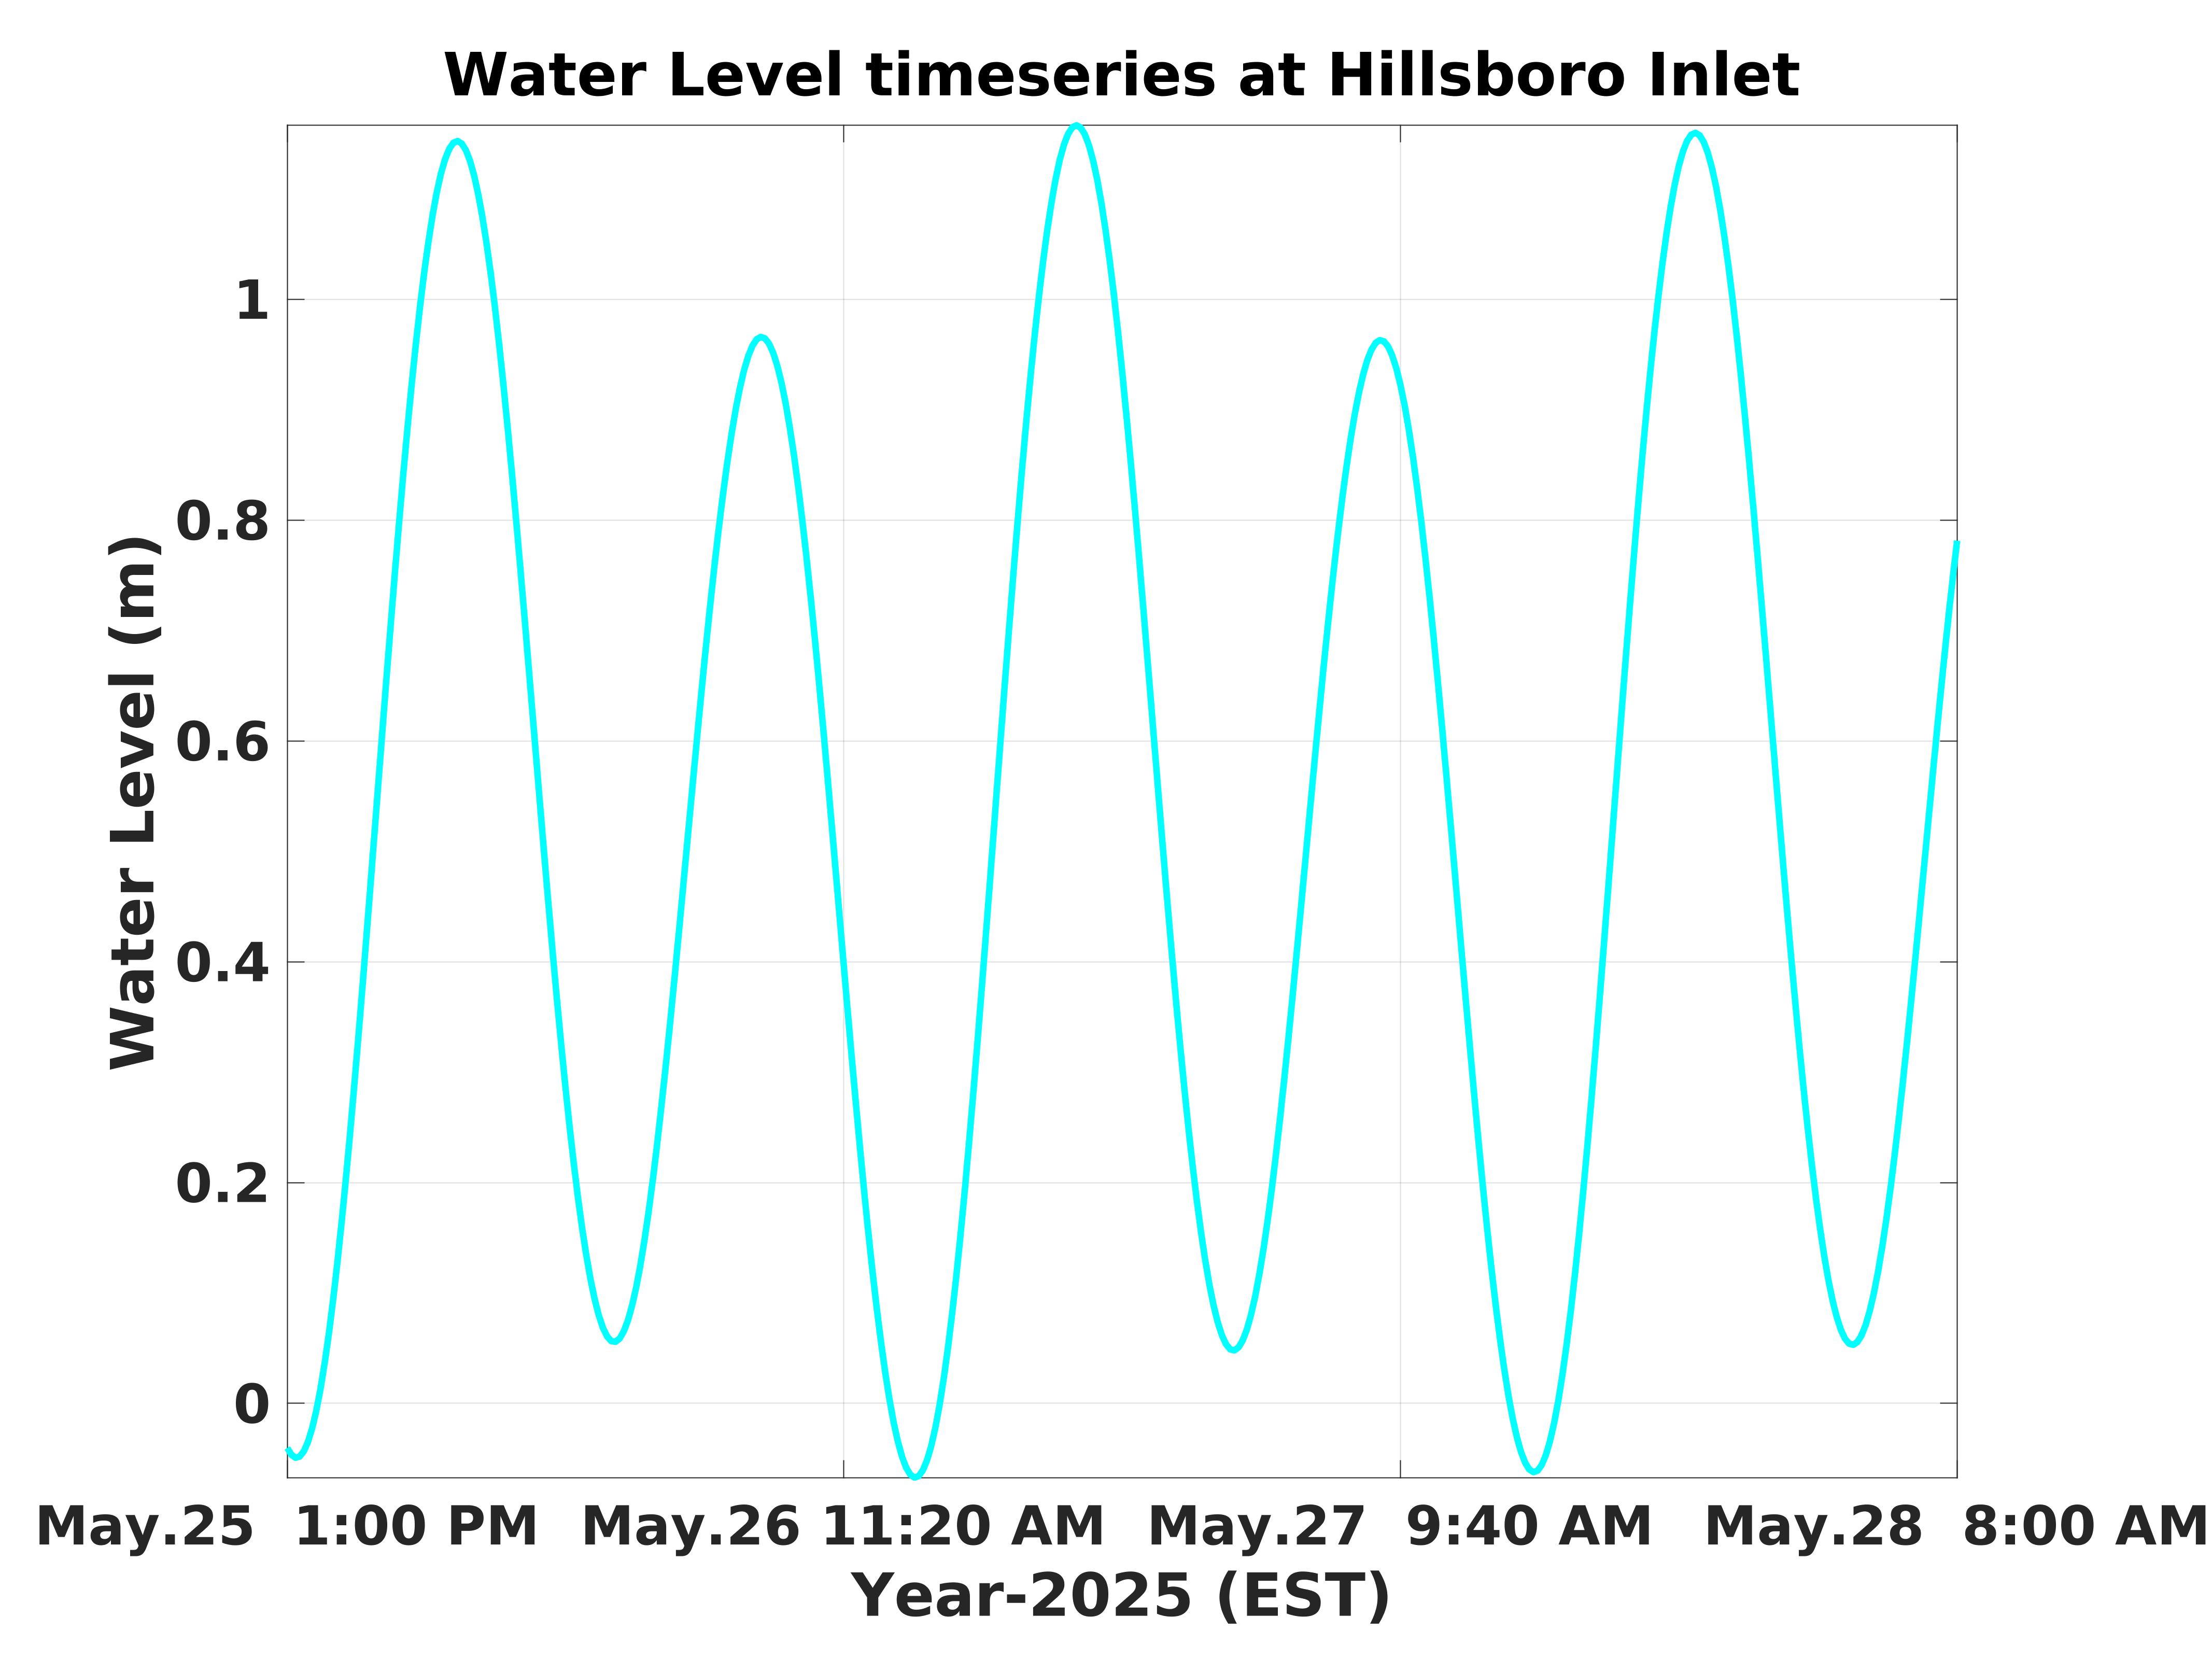 Water Level timeseries at Hillsboro Inlet
Water Level (m)
1
0.8
0.6
0.4
0.2
0
May.25  1:00 PM
May.26 11:20 AM
May.27  9:40 AM
May.28  8:00 AM
Year-2025 (EST)